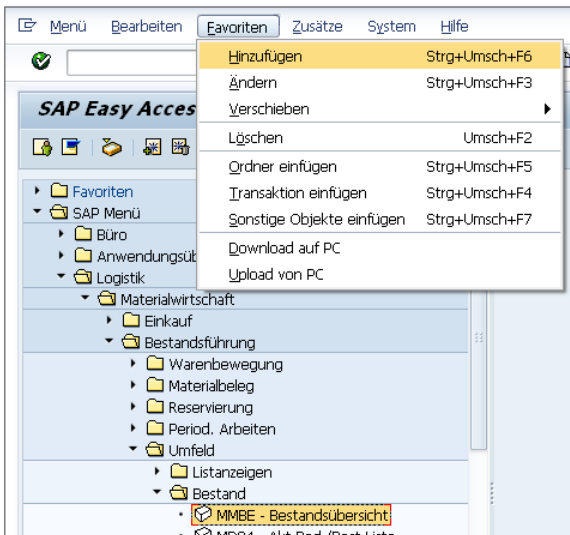 Menü Bearbeiten Favoriten Zusätze System Hilfe
Hinzufügen Strg+Umsch+F6
Ändern Strg+Umsch+F3
Verschieben
Löschen Umsch+F2
Ordner einfügen Strg+Umsch+F5
Transaktion einfügen Strg+Umsch+F4
Sonstige Objekte einfügen Strg+Umsch+F7
Download auf PC
Upload von PC
SAP Easy Acces
Favoriten
SAP Menü
Büro
Anwendungsüb
Logistik
Materialwirtschaft
Einkauf
Bestandsführung
Warenbewegung
Materialbeleg
Reservierung
Period. Arbeiten
Umfeld
Listanzeigen
Bestand
MMBE - Bestandsübersicht